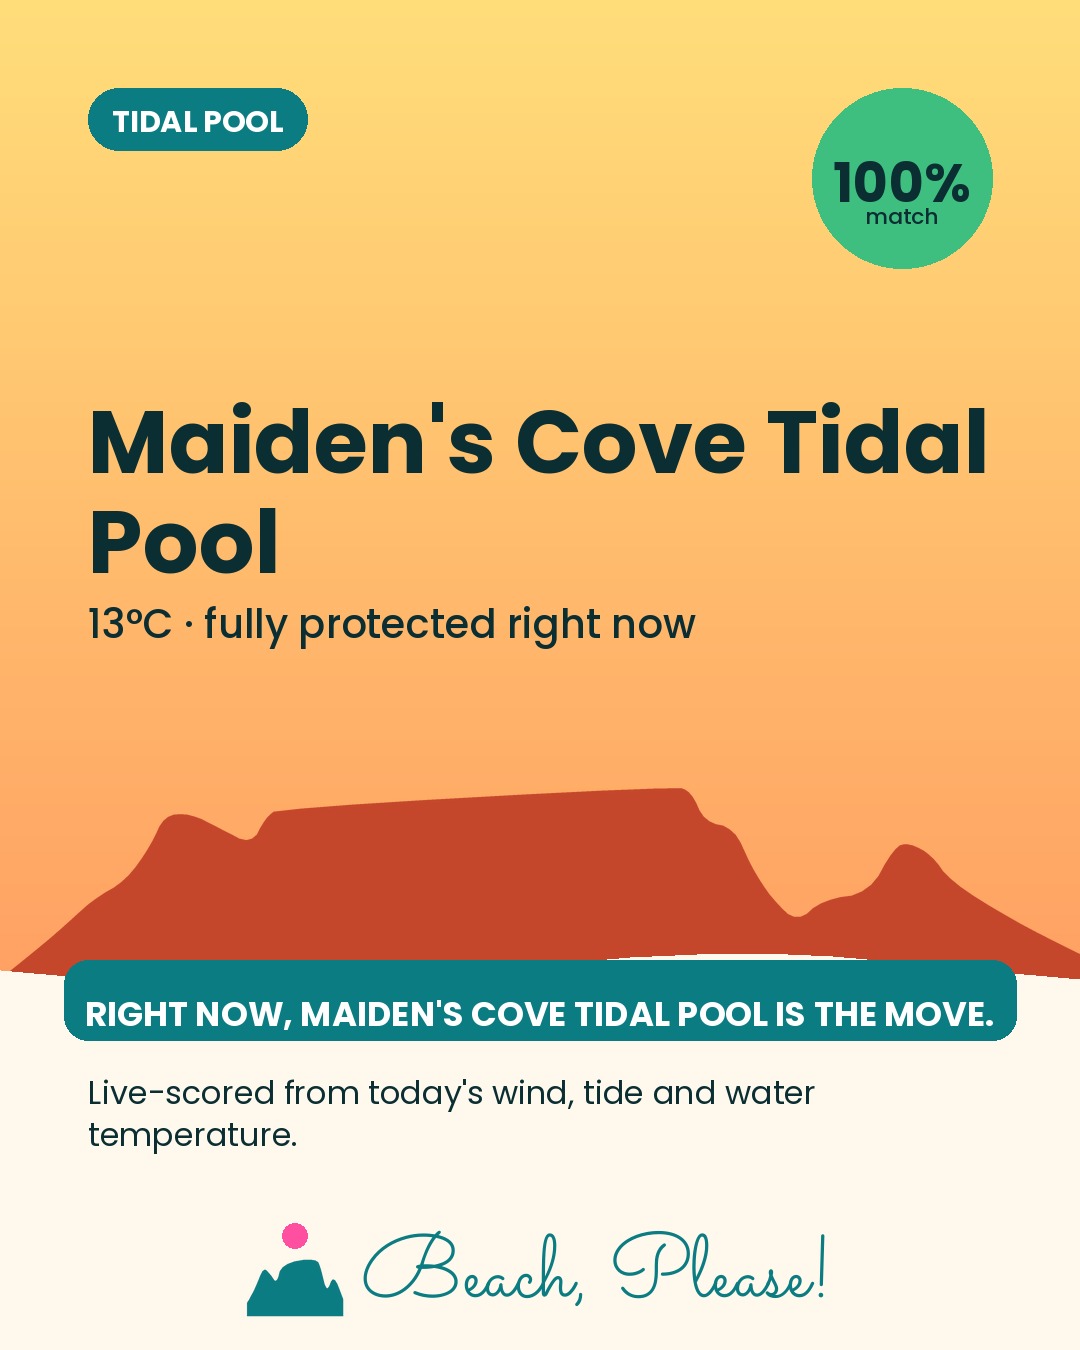 TIDAL POOL
100%
match
Maiden's Cove Tidal
Pool
13°C · fully protected right now
RIGHT NOW, MAIDEN'S COVE TIDAL POOL IS THE MOVE.
Live-scored from today's wind, tide and water
temperature.
Beach, Please!